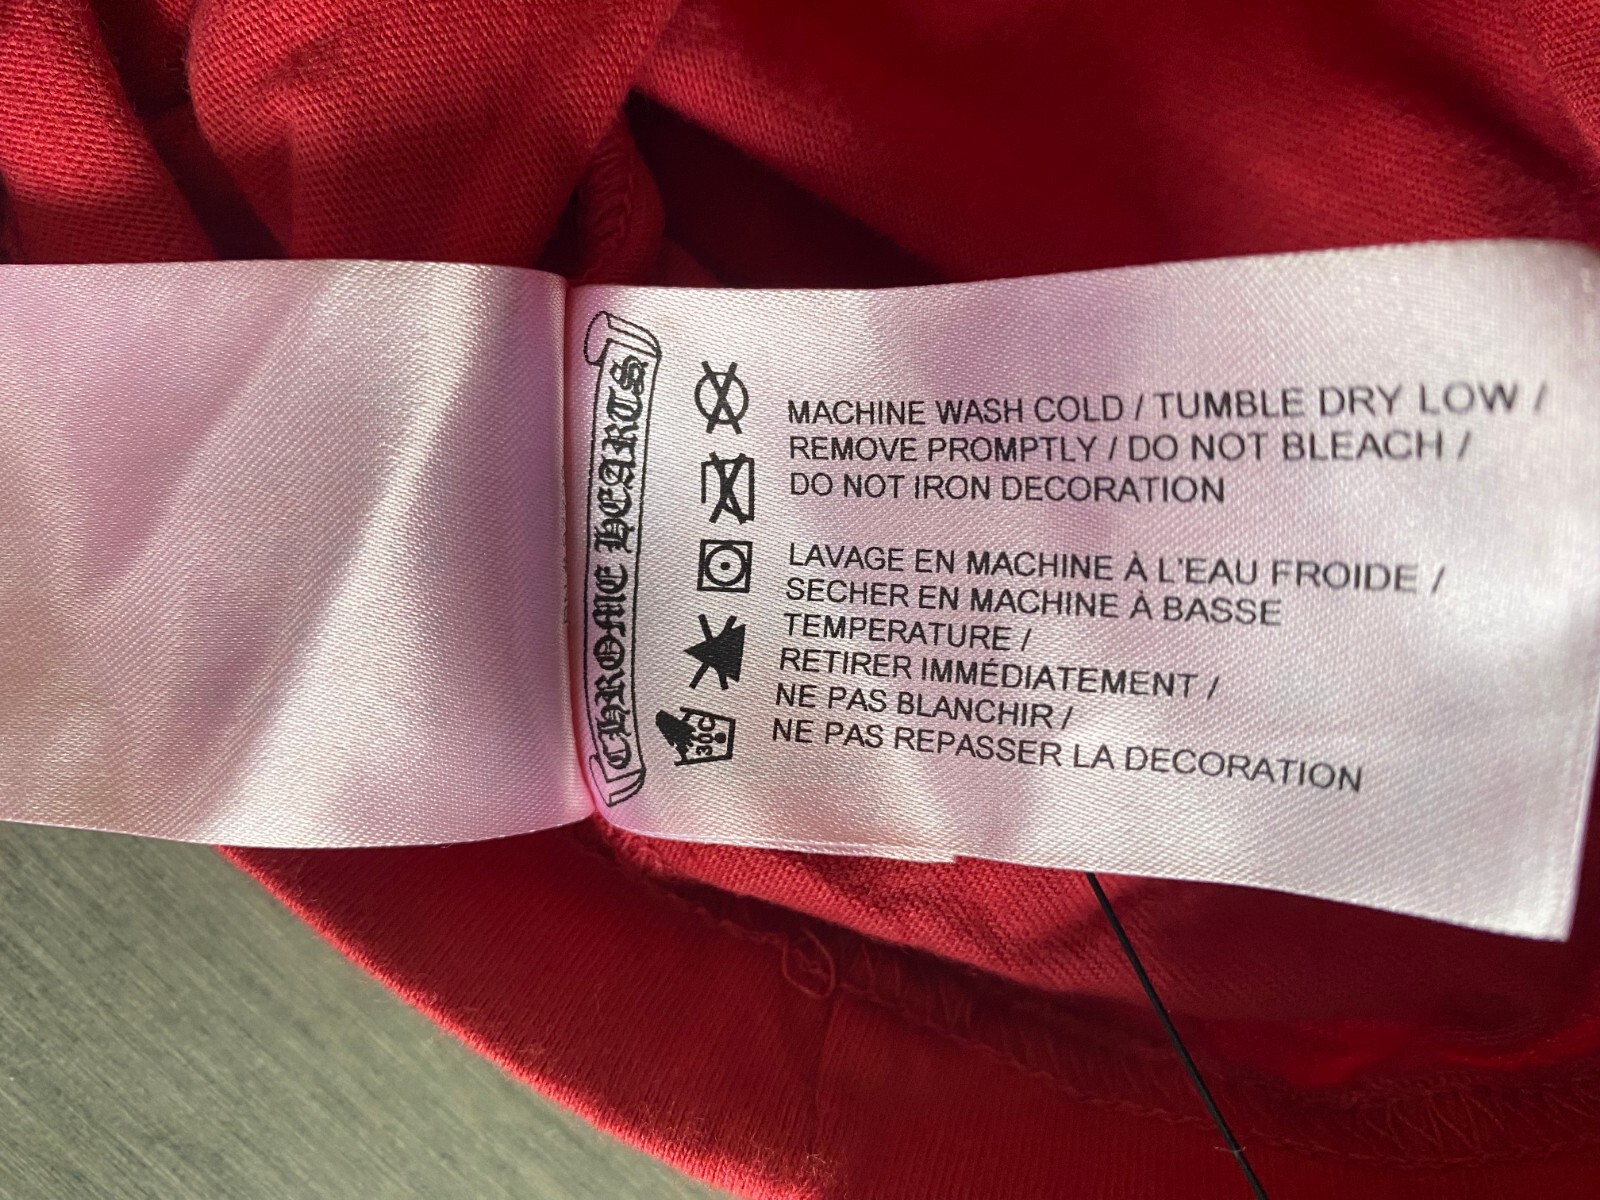 CHROME HEARTS
MACHINE WASH COLD / TUMBLE DRY LOW /
REMOVE PROMPTLY / DO NOT BLEACH /
DO NOT IRON DECORATION
LAVAGE EN MACHINE À L'EAU FROIDE /
SECHER EN MACHINE À BASSE
TEMPERATURE /
RETIRER IMMÉDIATEMENT /
NE PAS BLANCHIR /
NE PAS REPASSER LA DECORATION
30C